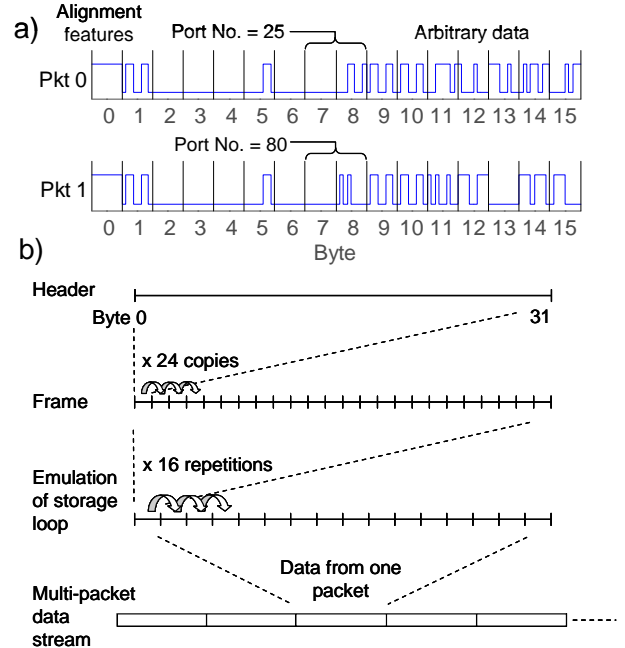 a)
Alignment
features
Port No. = 25
Arbitrary data
Pkt 0
0 1 2 3 4 5 6 7 8 9 10 11 12 13 14 15
Port No. = 80
Pkt 1
0 1 2 3 4 5 6 7 8 9 10 11 12 13 14 15
Byte
b)
Header
Byte 0
31
x 24 copies
Frame
x 16 repetitions
Emulation
of storage
loop
Data from one
packet
Multi-packet
data
stream